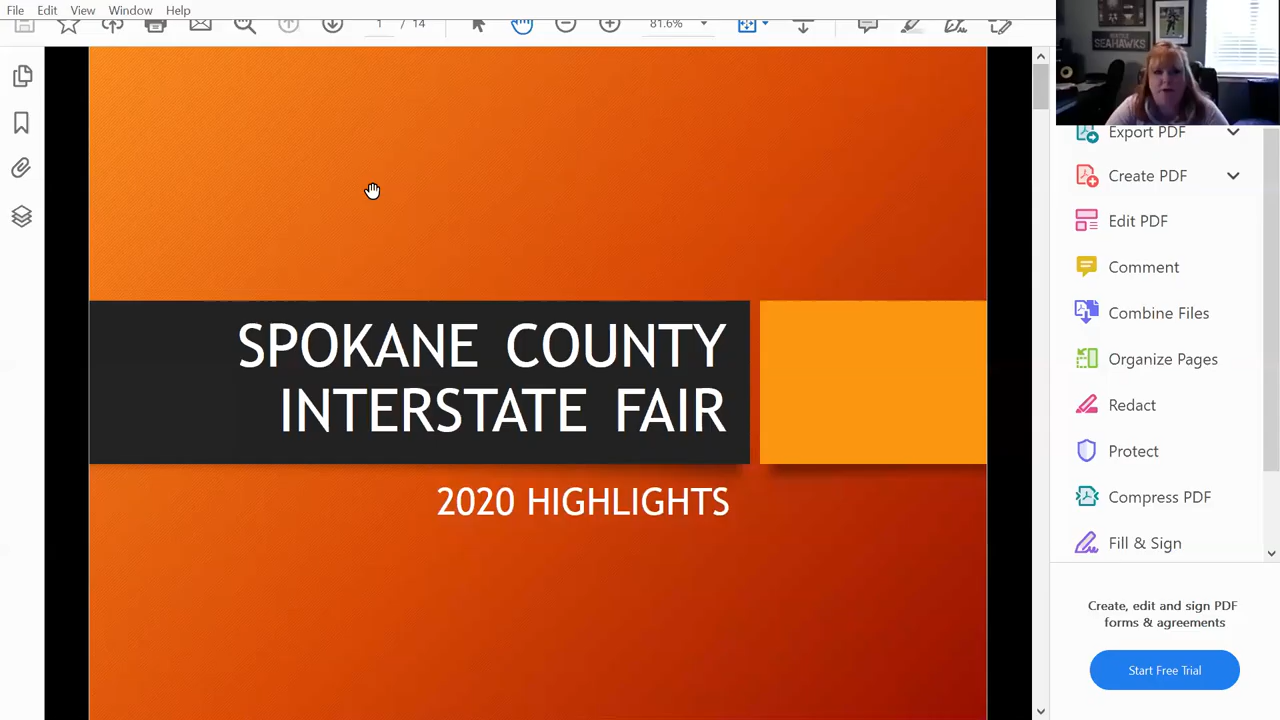 File Edit View Window Help
1 / 14 81.6%
SEAHAWKS
Export PDF
Create PDF
Edit PDF
Comment
Combine Files
Organize Pages
Redact
Protect
Compress PDF
Fill & Sign
SPOKANE COUNTY
INTERSTATE FAIR
2020 HIGHLIGHTS
Create, edit and sign PDF
forms & agreements
Start Free Trial